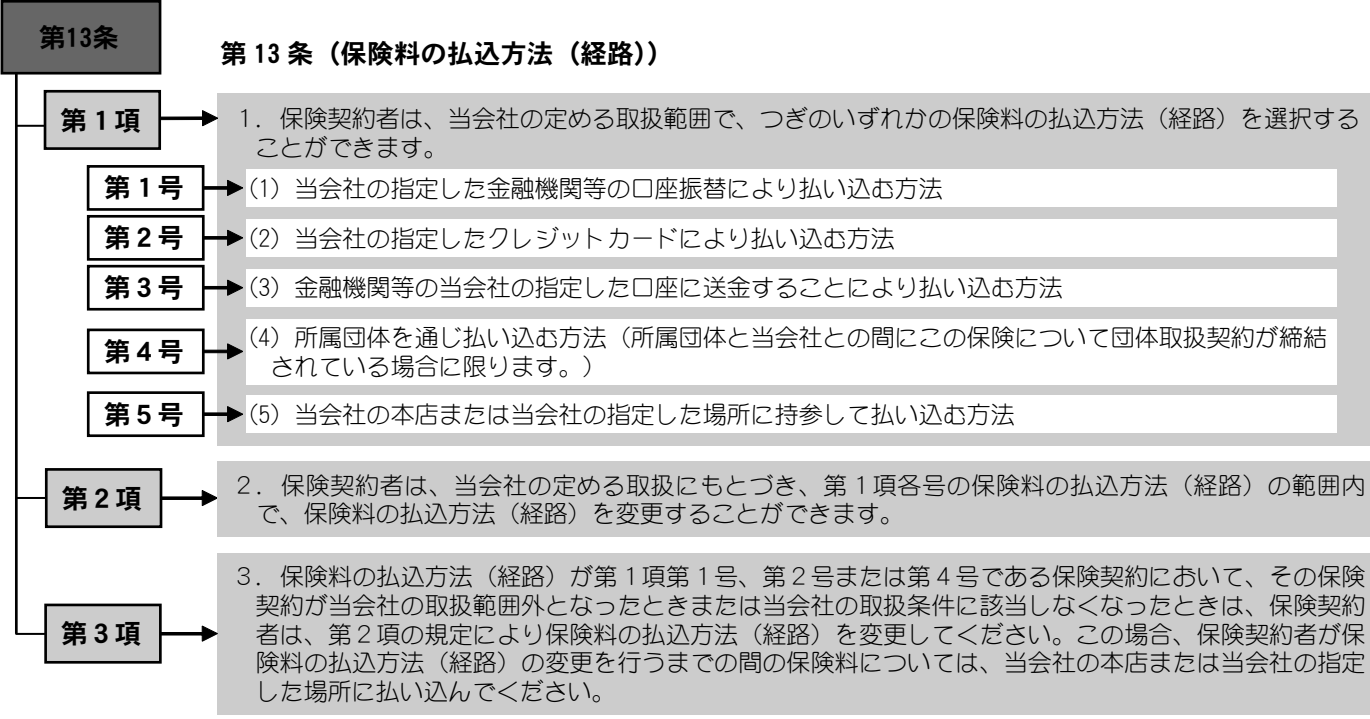 第13条
第13条（保険料の払込方法（経路））
第１項
１．保険契約者は、当会社の定める取扱範囲で、つぎのいずれかの保険料の払込方法（経路）を選択する
ことができます。
第１号
(1) 当会社の指定した金融機関等の口座振替により払い込む方法
第２号
(2) 当会社の指定したクレジットカードにより払い込む方法
第３号
(3) 金融機関等の当会社の指定した口座に送金することにより払い込む方法
第４号
(4) 所属団体を通じ払い込む方法（所属団体と当会社との間にこの保険について団体取扱契約が締結
されている場合に限ります。）
第５号
(5) 当会社の本店または当会社の指定した場所に持参して払い込む方法
第２項
２．保険契約者は、当会社の定める取扱にもとづき、第１項各号の保険料の払込方法（経路）の範囲内
で、保険料の払込方法（経路）を変更することができます。
第３項
３．保険料の払込方法（経路）が第１項第１号、第２号または第４号である保険契約において、その保険
契約が当会社の取扱範囲外となったときまたは当会社の取扱条件に該当しなくなったときは、保険契約
者は、第２項の規定により保険料の払込方法（経路）を変更してください。この場合、保険契約者が保
険料の払込方法（経路）の変更を行うまでの間の保険料については、当会社の本店または当会社の指定
した場所に払い込んでください。